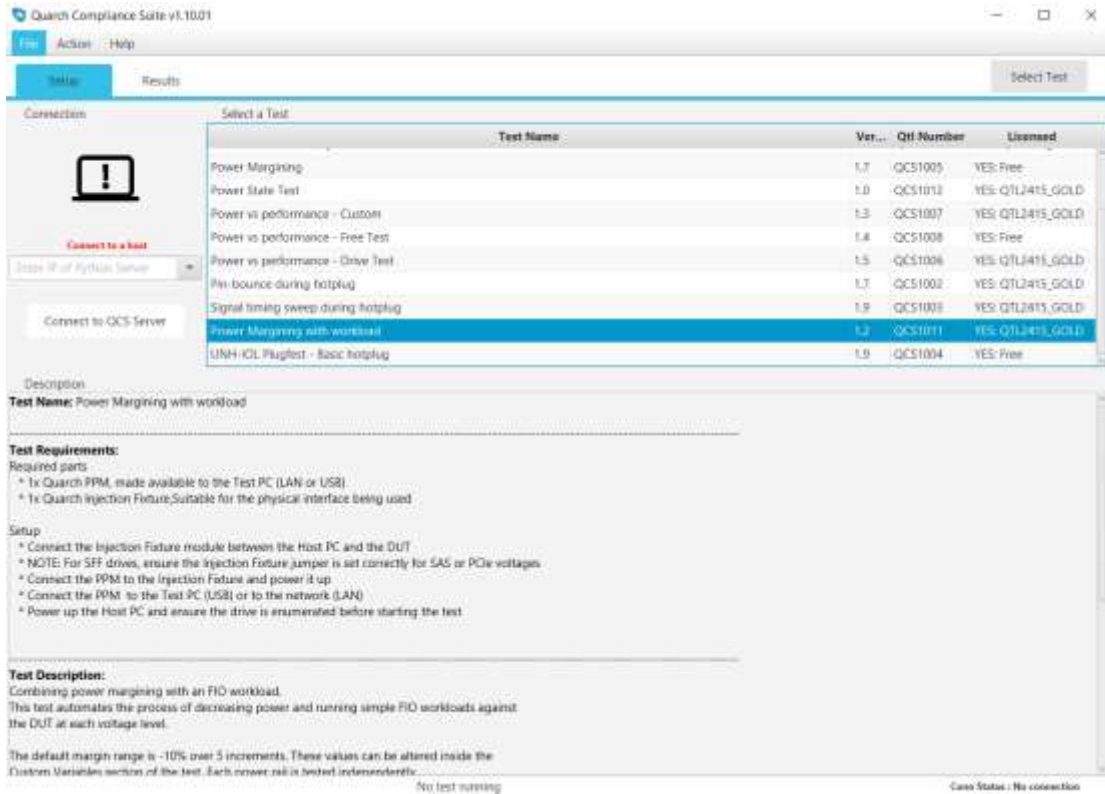 Quarch Compliance Suite v1.10.01
File Action Help
Setup Results Select Test
Connection Select a Test
Test Name Ver... Qtl Number Licensed
Power Margining 1.7 QCS1005 YES: Free
Power State Test 1.0 QCS1012 YES: QTL2415_GOLD
Power vs performance - Custom 1.3 QCS1007 YES: QTL2415_GOLD
Power vs performance - Free Test 1.4 QCS1008 YES: Free
Power vs performance - Drive Test 1.5 QCS1006 YES: QTL2415_GOLD
Pin-bounce during hotplug 1.7 QCS1002 YES: QTL2415_GOLD
Signal timing sweep during hotplug 1.9 QCS1003 YES: QTL2415_GOLD
Power Margining with workload 1.2 QCS1011 YES: QTL2415_GOLD
UNH-IOL Plugfest - Basic hotplug 1.9 QCS1004 YES: Free
Connect to a host
Enter IP of Python Server
Connect to QCS Server
Description
Test Name: Power Margining with workload
Test Requirements:
Required parts
* 1x Quarch PPM, made available to the Test PC (LAN or USB)
* 1x Quarch Injection Fixture,Suitable for the physical interface being used
Setup
* Connect the Injection Fixture module between the Host PC and the DUT
* NOTE: For SFF drives, ensure the Injection Fixture jumper is set correctly for SAS or PCIe voltages
* Connect the PPM to the Injection Fixture and power it up
* Connect the PPM to the Test PC (USB) or to the network (LAN)
* Power up the Host PC and ensure the drive is enumerated before starting the test
Test Description:
Combining power margining with an FIO workload.
This test automates the process of decreasing power and running simple FIO workloads against
the DUT at each voltage level.
The default margin range is -10% over 5 increments. These values can be altered inside the
Custom Variables section of the test. Each power rail is tested independently.
No test running Conn Status : No connection